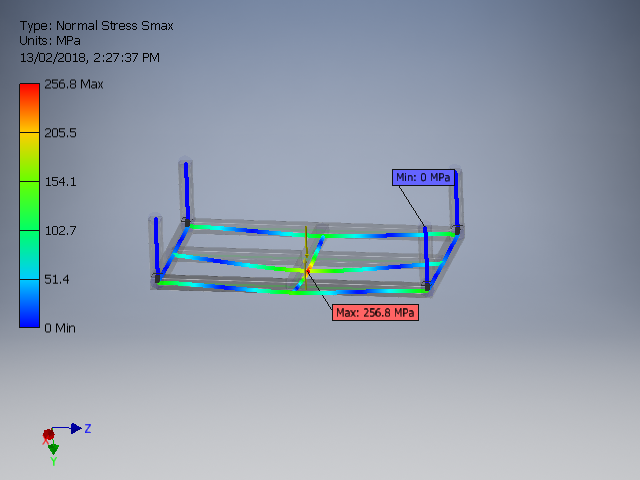 Type: Normal Stress Smax
Units: MPa
13/02/2018, 2:27:37 PM
256.8 Max
205.5
154.1
102.7
51.4
0 Min
Min: 0 MPa
Max: 256.8 MPa
Z
X
Y